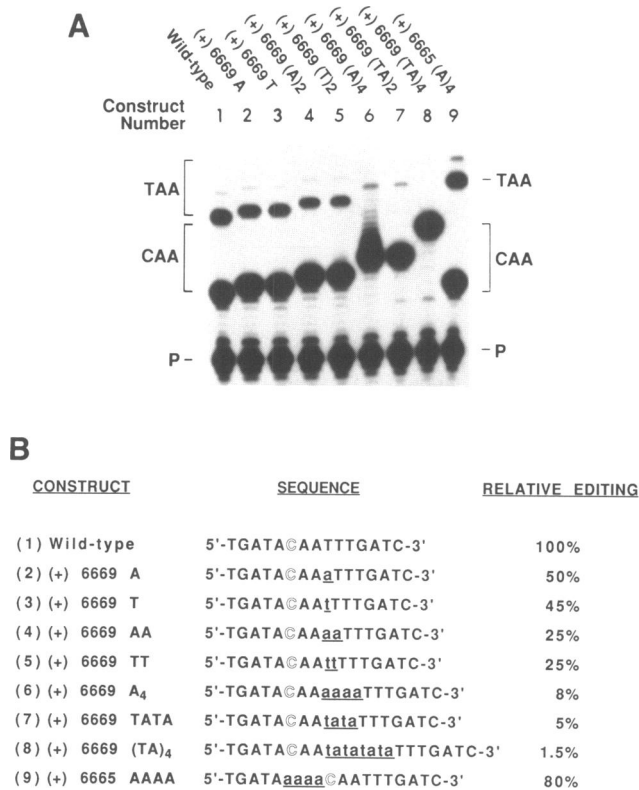 A
Wild-type
(+) 6669 A
(+) 6669 T
(+) 6669 (A)2
(+) 6669 (T)2
(+) 6669 (A)4
(+) 6669 (TA)2
(+) 6669 (TA)4
(+) 6665 (A)4
Construct
Number 1 2 3 4 5 6 7 8 9
TAA
– TAA
CAA
CAA
P –
– P
B
CONSTRUCT SEQUENCE RELATIVE EDITING
(1) Wild-type 5'-TGATACAATTTGATC-3' 100%
(2) (+) 6669 A 5'-TGATACAAaTTTGATC-3' 50%
(3) (+) 6669 T 5'-TGATACAAtTTTGATC-3' 45%
(4) (+) 6669 AA 5'-TGATACAAaaTTTGATC-3' 25%
(5) (+) 6669 TT 5'-TGATACAAttTTTGATC-3' 25%
(6) (+) 6669 A4 5'-TGATACAAaaaaTTTGATC-3' 8%
(7) (+) 6669 TATA 5'-TGATACAAtataTTTGATC-3' 5%
(8) (+) 6669 (TA)4 5'-TGATACAAtatatataTTTGATC-3' 1.5%
(9) (+) 6665 AAAA 5'-TGATAaaaaCAATTTGATC-3' 80%